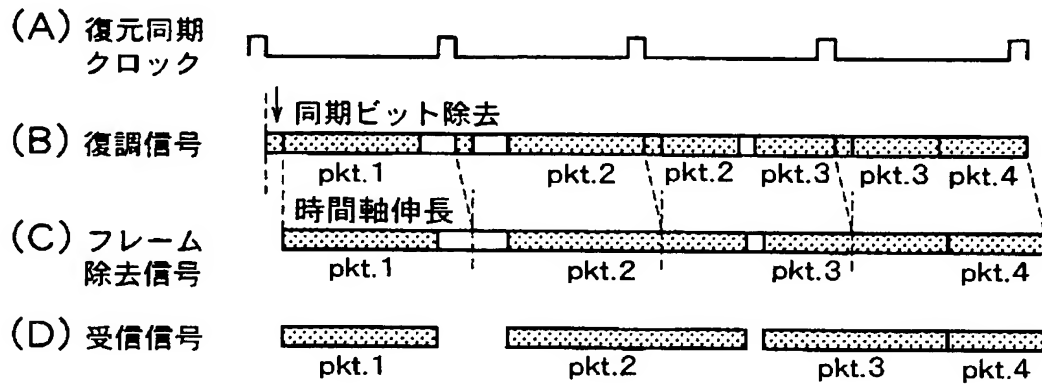 (A) 復元同期
クロック
同期ビット除去
(B) 復調信号
pkt.1 pkt.2 pkt.2 pkt.3 pkt.3 pkt.4
時間軸伸長
(C) フレーム
除去信号
pkt.1 pkt.2 pkt.3 pkt.4
(D) 受信信号
pkt.1 pkt.2 pkt.3 pkt.4